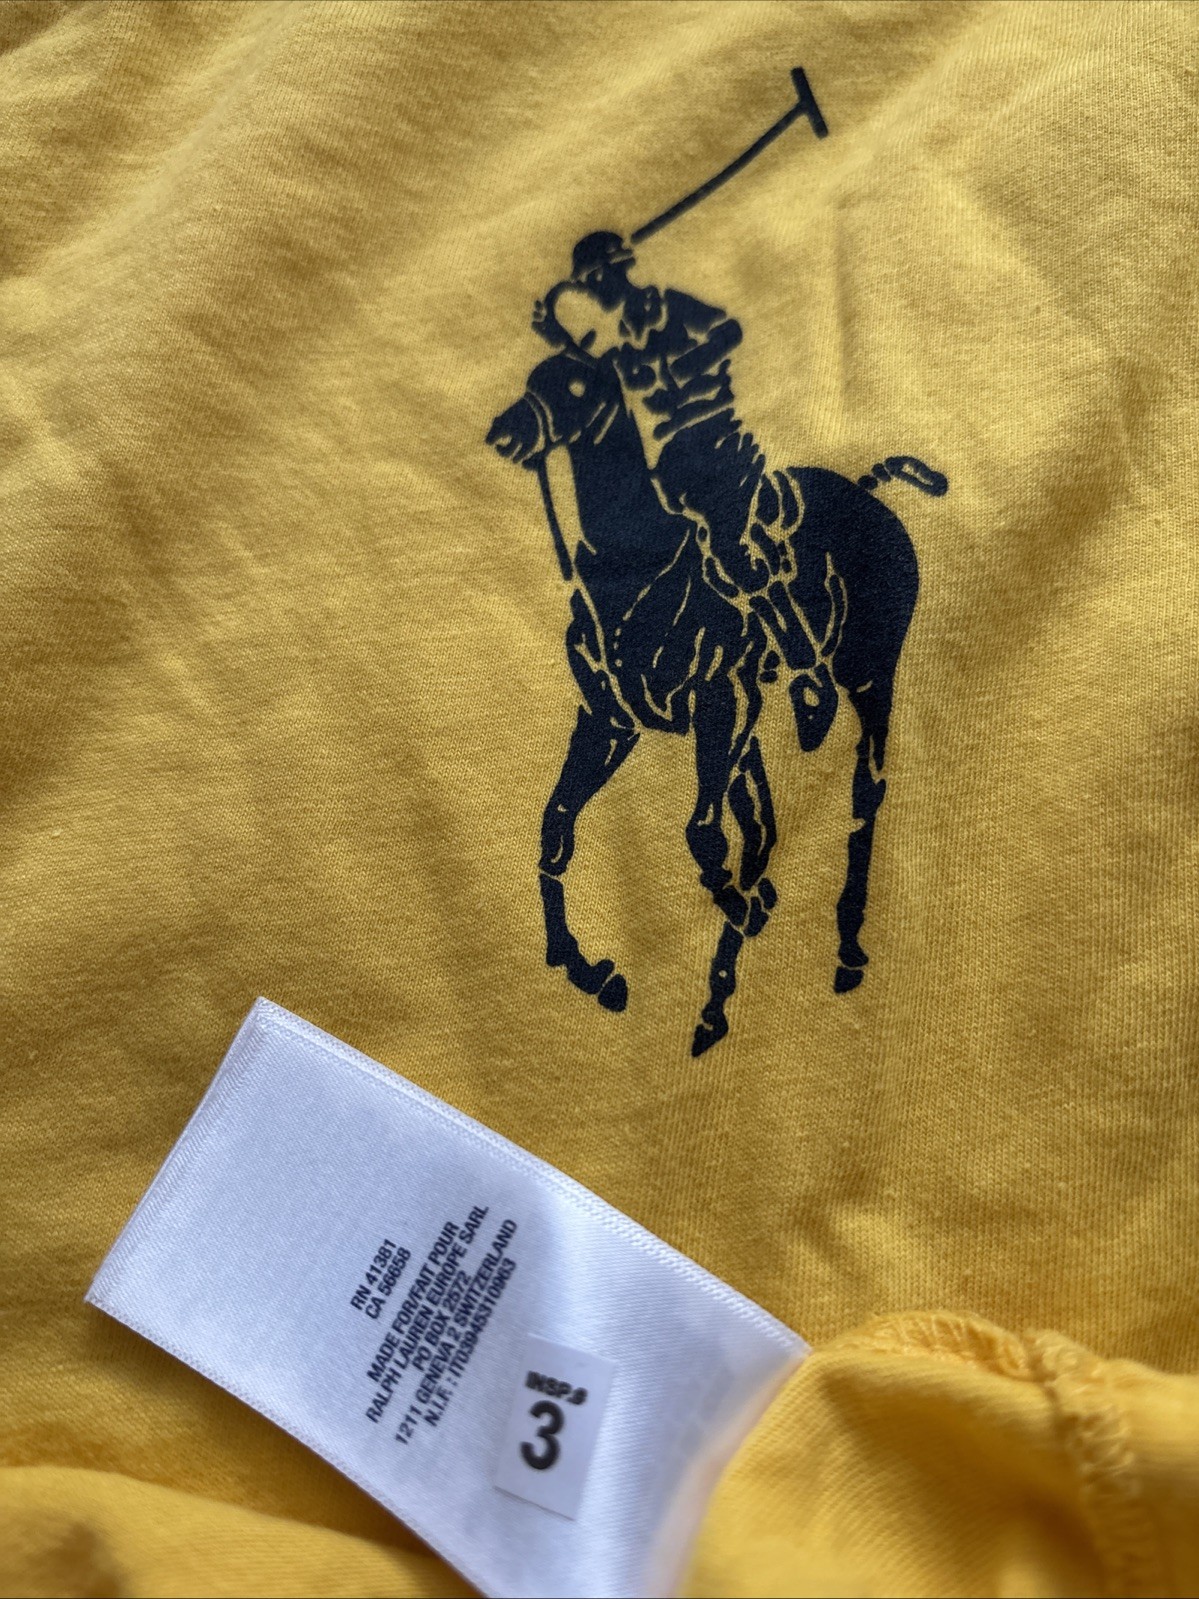 RN 41381
CA 56658
MADE FOR/FAIT POUR
RALPH LAUREN EUROPE SARL
PO BOX 2572
1211 GENEVA 2 SWITZERLAND
N.I.F. : IT03945310963
INSP.#
3